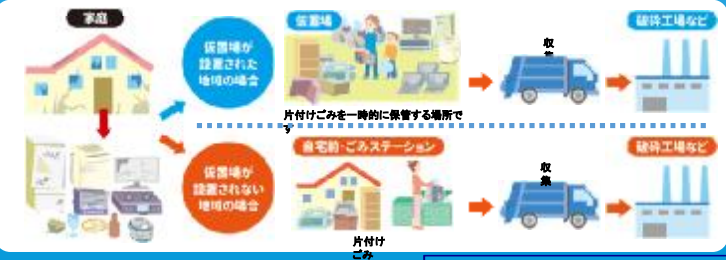 家庭
仮置場が
設置された
地域の場合
仮置場
片付けごみを一時的に保管する場所で
す
収
集
破砕工場など
仮置場が
設置されない
地域の場合
自宅前・ごみステーション
片付け
ごみ
収
集
破砕工場など